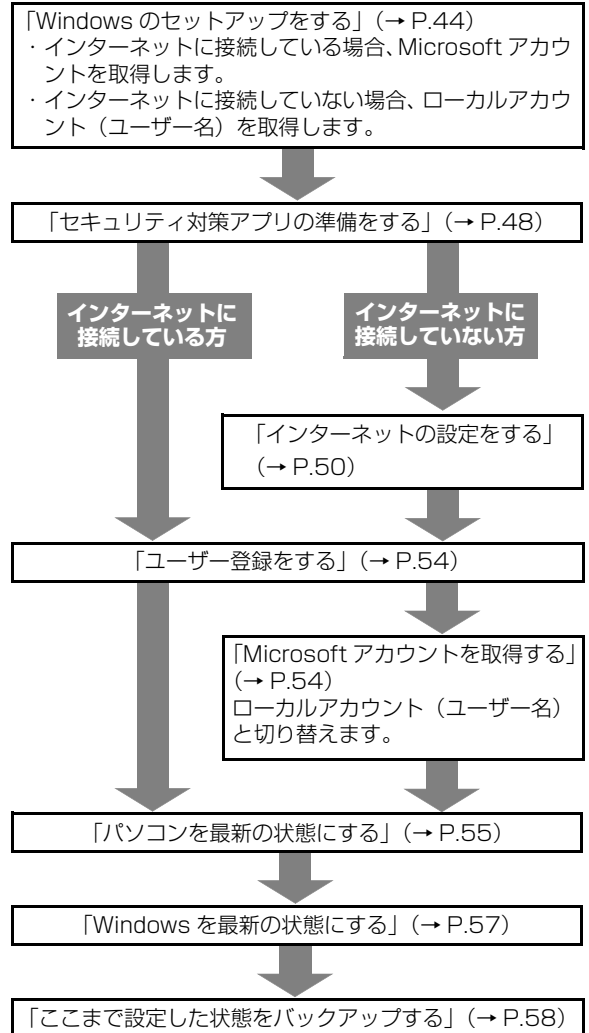 「Windows のセットアップをする」（→ P.44）
・インターネットに接続している場合、Microsoft アカウ
ントを取得します。
・インターネットに接続していない場合、ローカルアカウ
ント（ユーザー名）を取得します。
「セキュリティ対策アプリの準備をする」（→ P.48）
インターネットに
接続している方
インターネットに
接続していない方
「インターネットの設定をする」
（→ P.50）
「ユーザー登録をする」（→ P.54）
「Microsoft アカウントを取得する」
（→ P.54）
ローカルアカウント（ユーザー名）
と切り替えます。
「パソコンを最新の状態にする」（→ P.55）
「Windows を最新の状態にする」（→ P.57）
「ここまで設定した状態をバックアップする」（→ P.58）